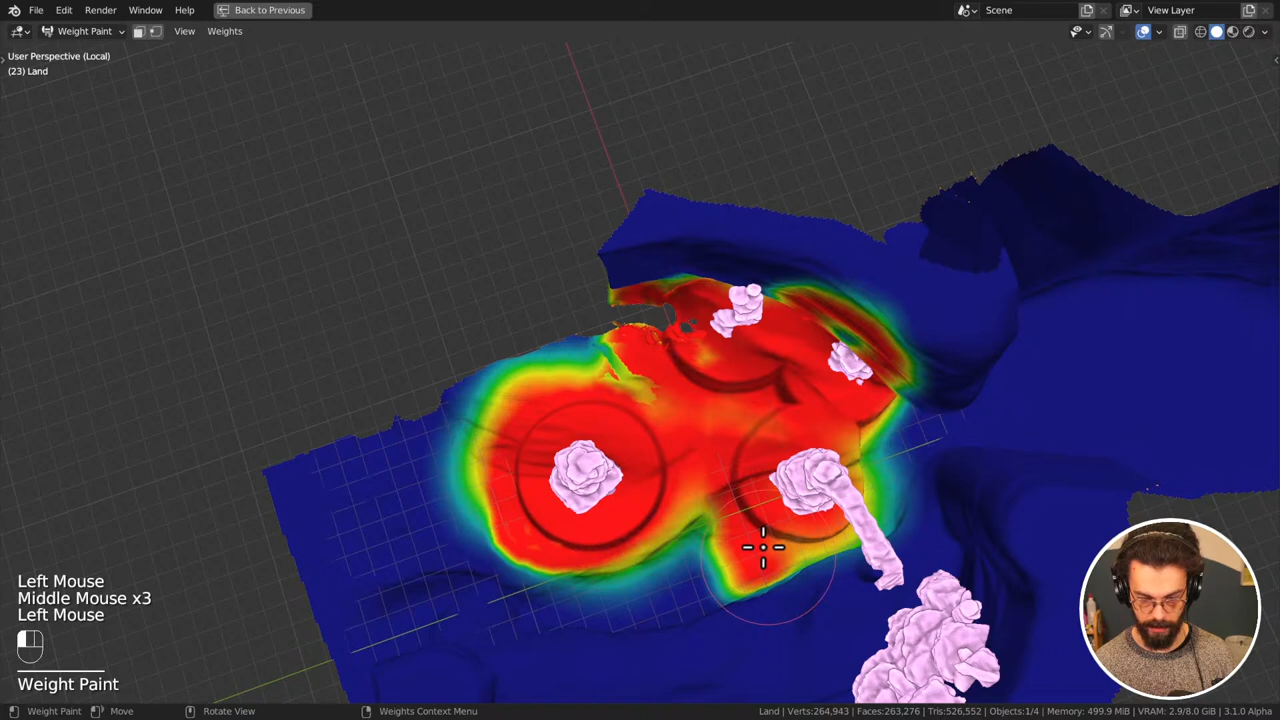 File Edit Render Window Help Back to Previous Scene View Layer
Weight Paint View Weights
User Perspective (Local)
(23) Land
Left Mouse
Middle Mouse x3
Left Mouse
Weight Paint
Weight Paint Move Rotate View Weights Context Menu Land | Verts:264,943 | Faces:263,276 | Tris:526,552 | Objects:1/4 | Memory: 499.9 MiB | VRAM: 2.9/8.0 GiB | 3.1.0 Alpha